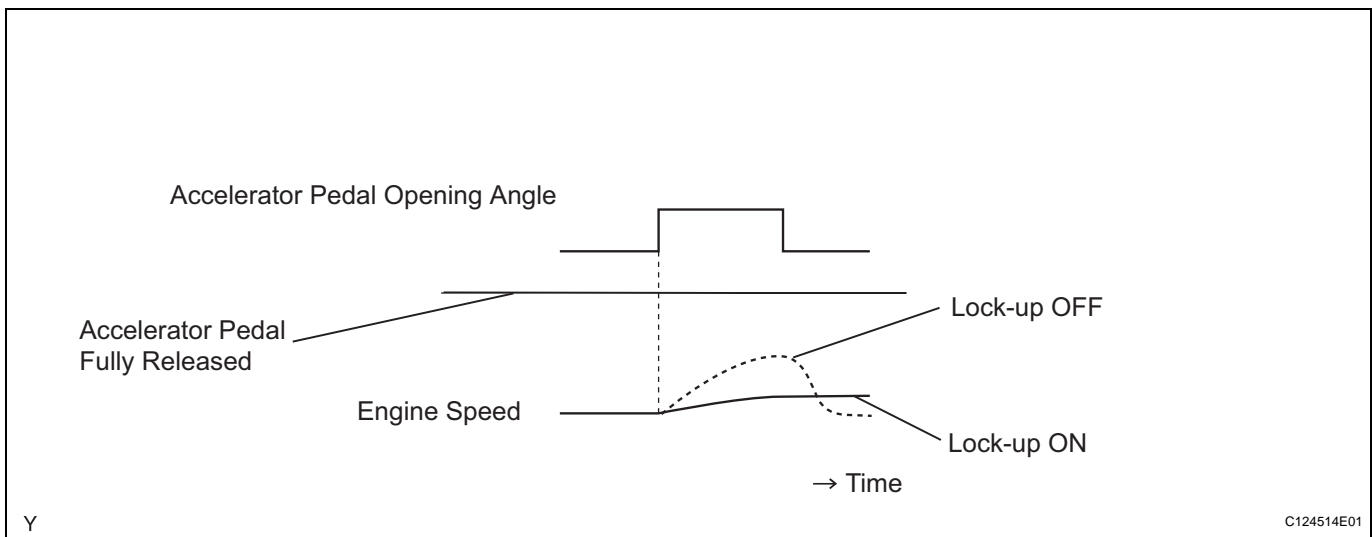 Accelerator Pedal Opening Angle
Accelerator Pedal
Fully Released
Lock-up OFF
Engine Speed
Lock-up ON
→ Time
Y
C124514E01